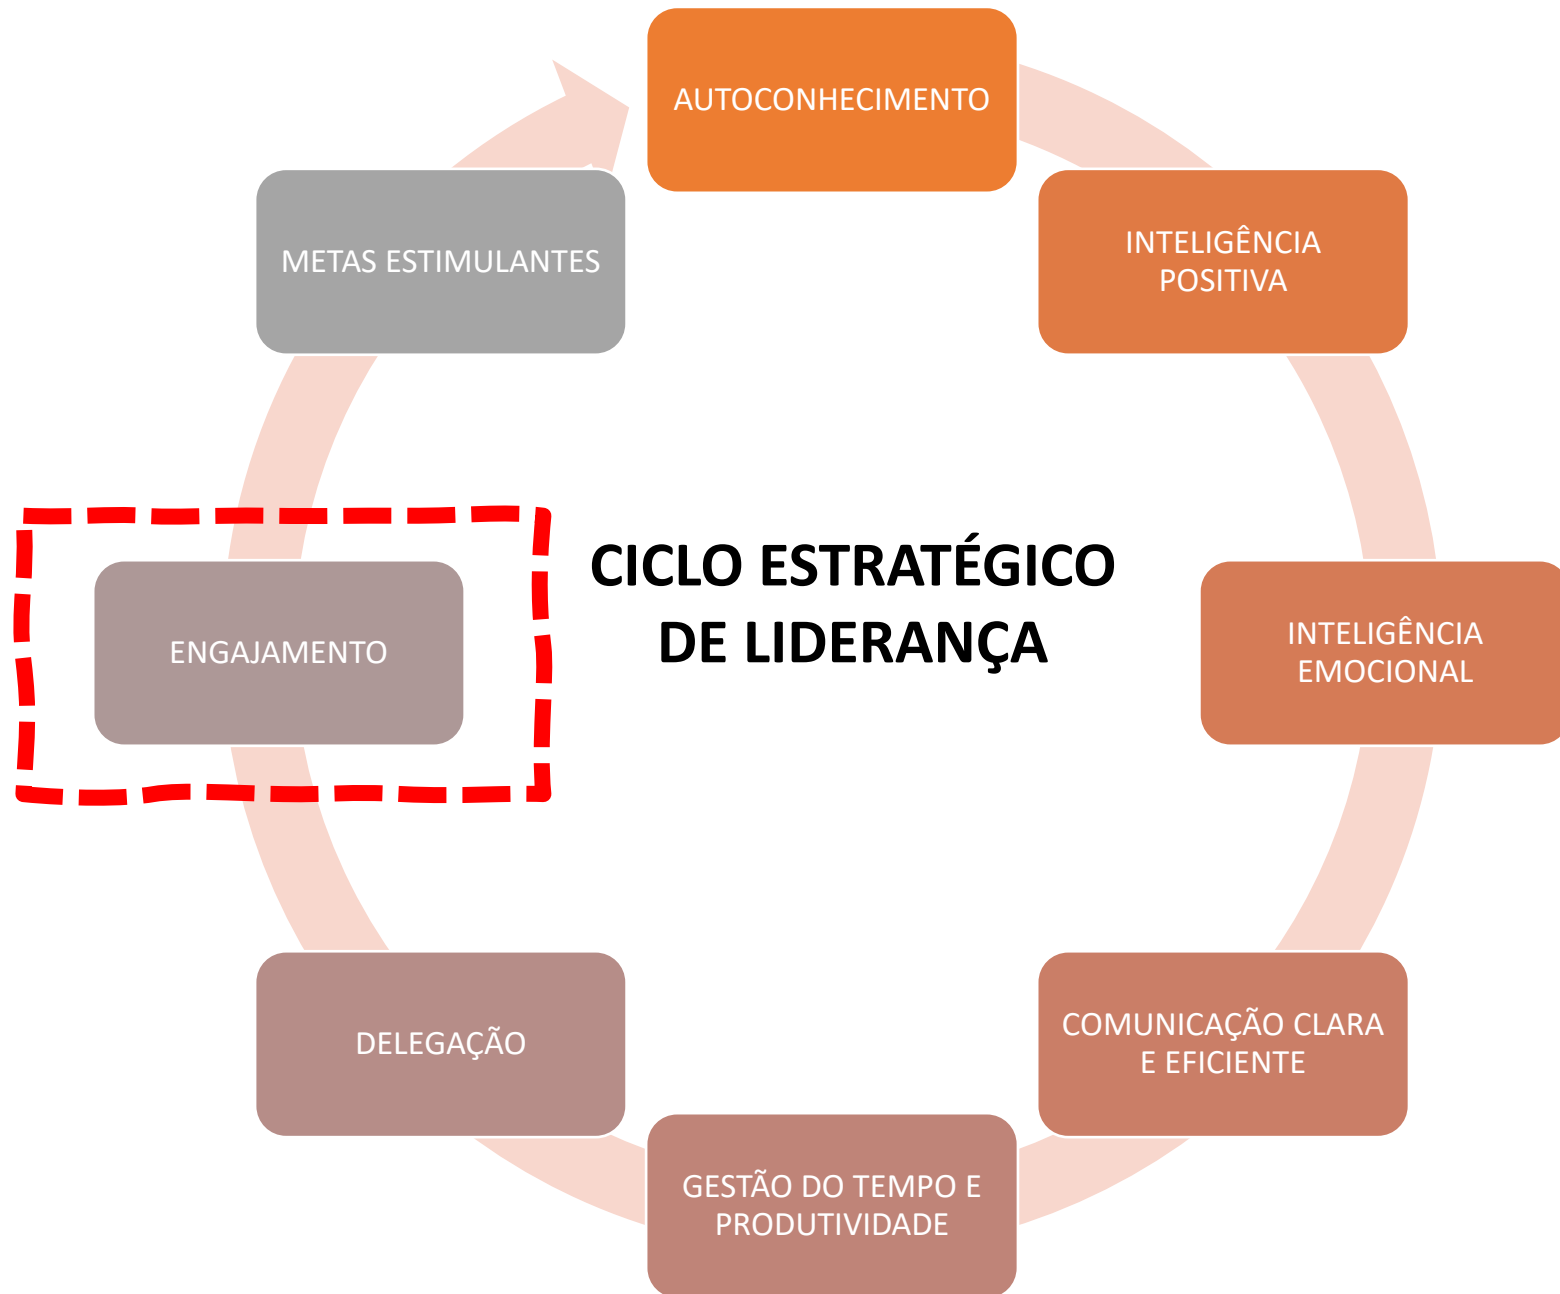 AUTOCONHECIMENTO
INTELIGÊNCIA
POSITIVA
INTELIGÊNCIA
EMOCIONAL
COMUNICAÇÃO CLARA
E EFICIENTE
GESTÃO DO TEMPO E
PRODUTIVIDADE
DELEGAÇÃO
ENGAJAMENTO
METAS ESTIMULANTES
CICLO ESTRATÉGICO
DE LIDERANÇA